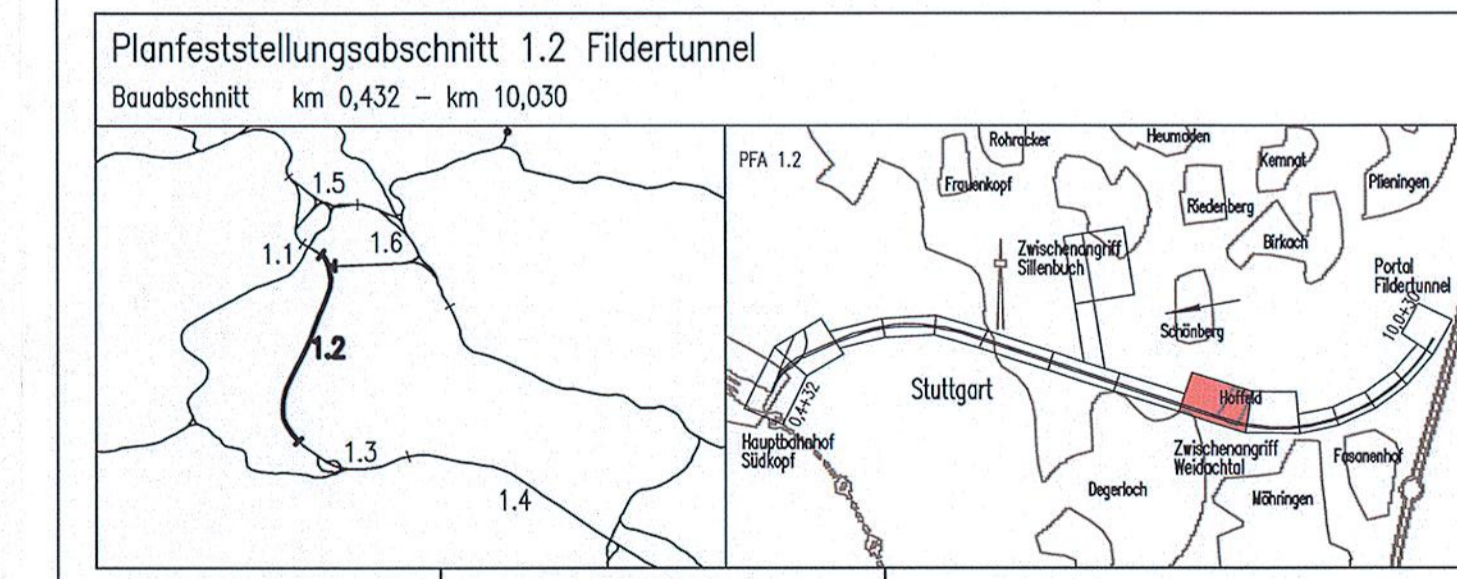 Planfeststellungsabschnitt 1.2 Fildertunnel
Bauabschnitt km 0,432 – km 10,030
1.5
1.1
1.6
1.2
1.3
1.4
PFA 1.2
Rohracker
Heumaden
Frauenkopf
Kemnat
Plieningen
Riedenberg
Birkach
Zwischenangriff
Sillenbuch
Portal
Fildertunnel
10,0+30
Schönberg
Stuttgart
Hoffeld
0,4+32
Hauptbahnhof
Südkopf
Zwischenangriff
Weidachtal
Fasanenhof
Degerloch
Möhringen